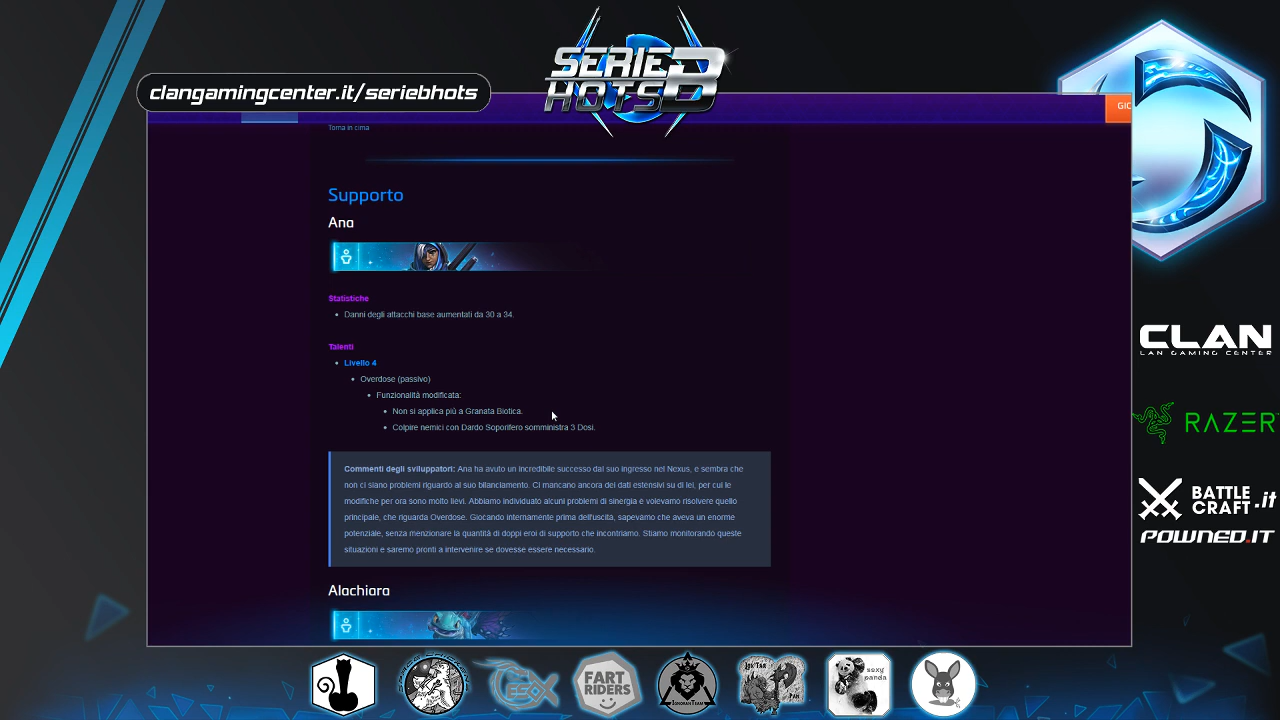 SERIE B
HOTS
clangamingcenter.it/seriebhots
GIO
Torna in cima
Supporto
Ana
Statistiche
Danni degli attacchi base aumentati da 30 a 34.
Talenti
Livello 4
Overdose (passivo)
Funzionalità modificata:
Non si applica più a Granata Biotica.
Colpire nemici con Dardo Soporifero somministra 3 Dosi.
Commenti degli sviluppatori: Ana ha avuto un incredibile successo dal suo ingresso nel Nexus, e sembra che
non ci siano problemi riguardo al suo bilanciamento. Ci mancano ancora dei dati estensivi su di lei, per cui le
modifiche per ora sono molto lievi. Abbiamo individuato alcuni problemi di sinergia e volevamo risolvere quello
principale, che riguarda Overdose. Giocando internamente prima dell'uscita, sapevamo che aveva un enorme
potenziale, senza menzionare la quantità di doppi eroi di supporto che incontriamo. Stiamo monitorando queste
situazioni e saremo pronti a intervenire se dovesse essere necessario.
Alachiara
CLAN
LAN GAMING CENTER
RAZER
BATTLE
CRAFT .it
POWNED.IT
FART
RIDERS
IGNORANTEAM
sexy
panda